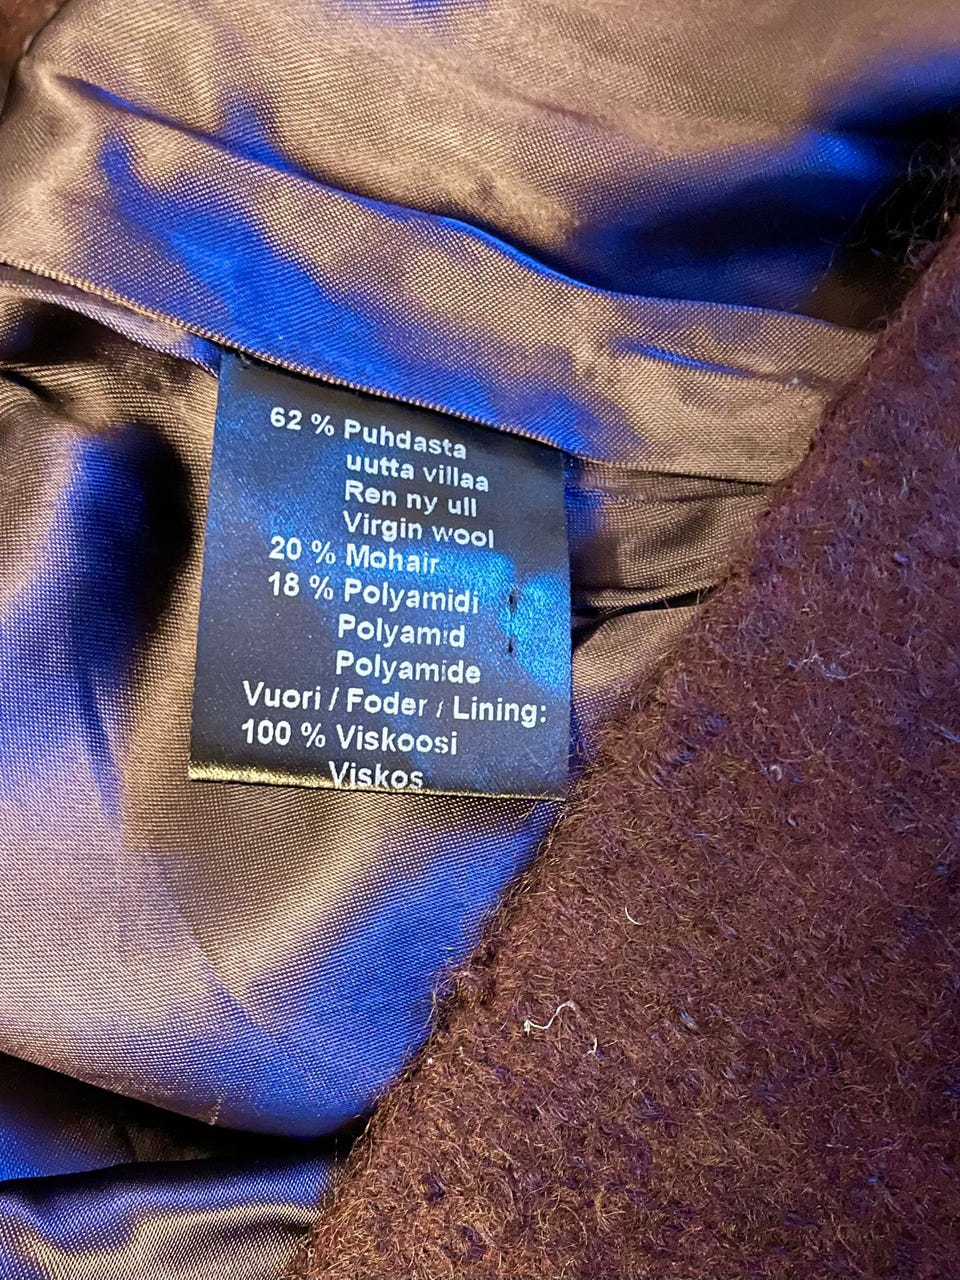 62 % Puhdasta
uutta villaa
Ren ny ull
Virgin wool
20 % Mohair
18 % Polyamidi
Polyamid
Polyamide
Vuori / Foder / Lining:
100 % Viskoosi
Viskos